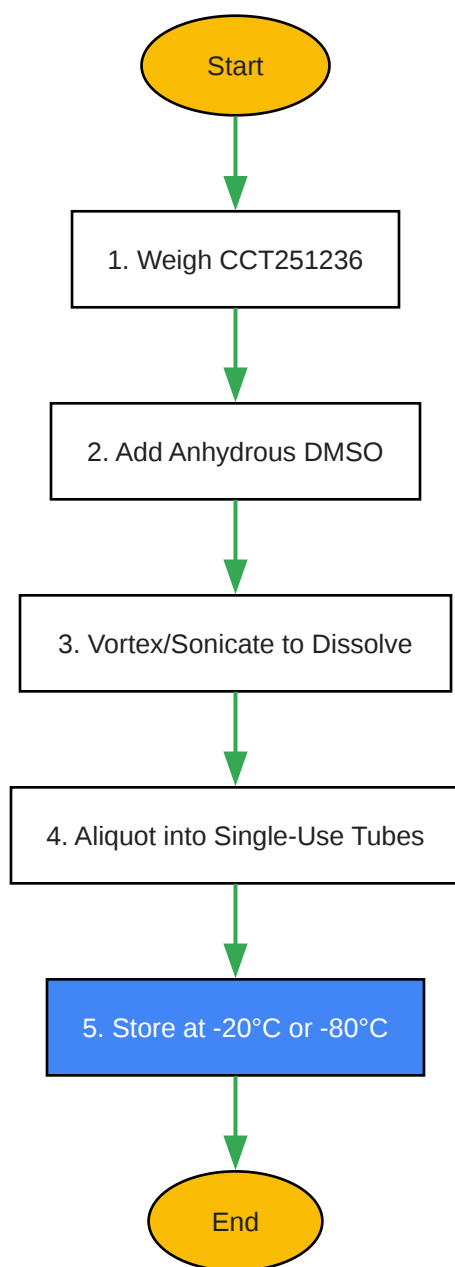 Start
1. Weigh CCT251236
2. Add Anhydrous DMSO
3. Vortex/Sonicate to Dissolve
4. Aliquot into Single-Use Tubes
5. Store at -20°C or -80°C
End